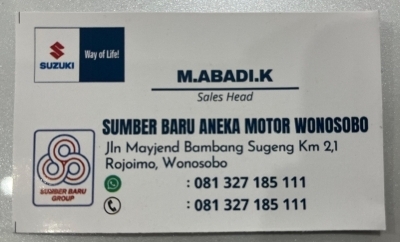 SUZUKI
Way of Life!
M.ABADI.K
Sales Head
SUMBER BARU ANEKA MOTOR WONOSOBO
Jln Mayjend Bambang Sugeng Km 2,1
Rojoimo, Wonosobo
SUMBER BARU
GROUP
: 081 327 185 111
: 081 327 185 111